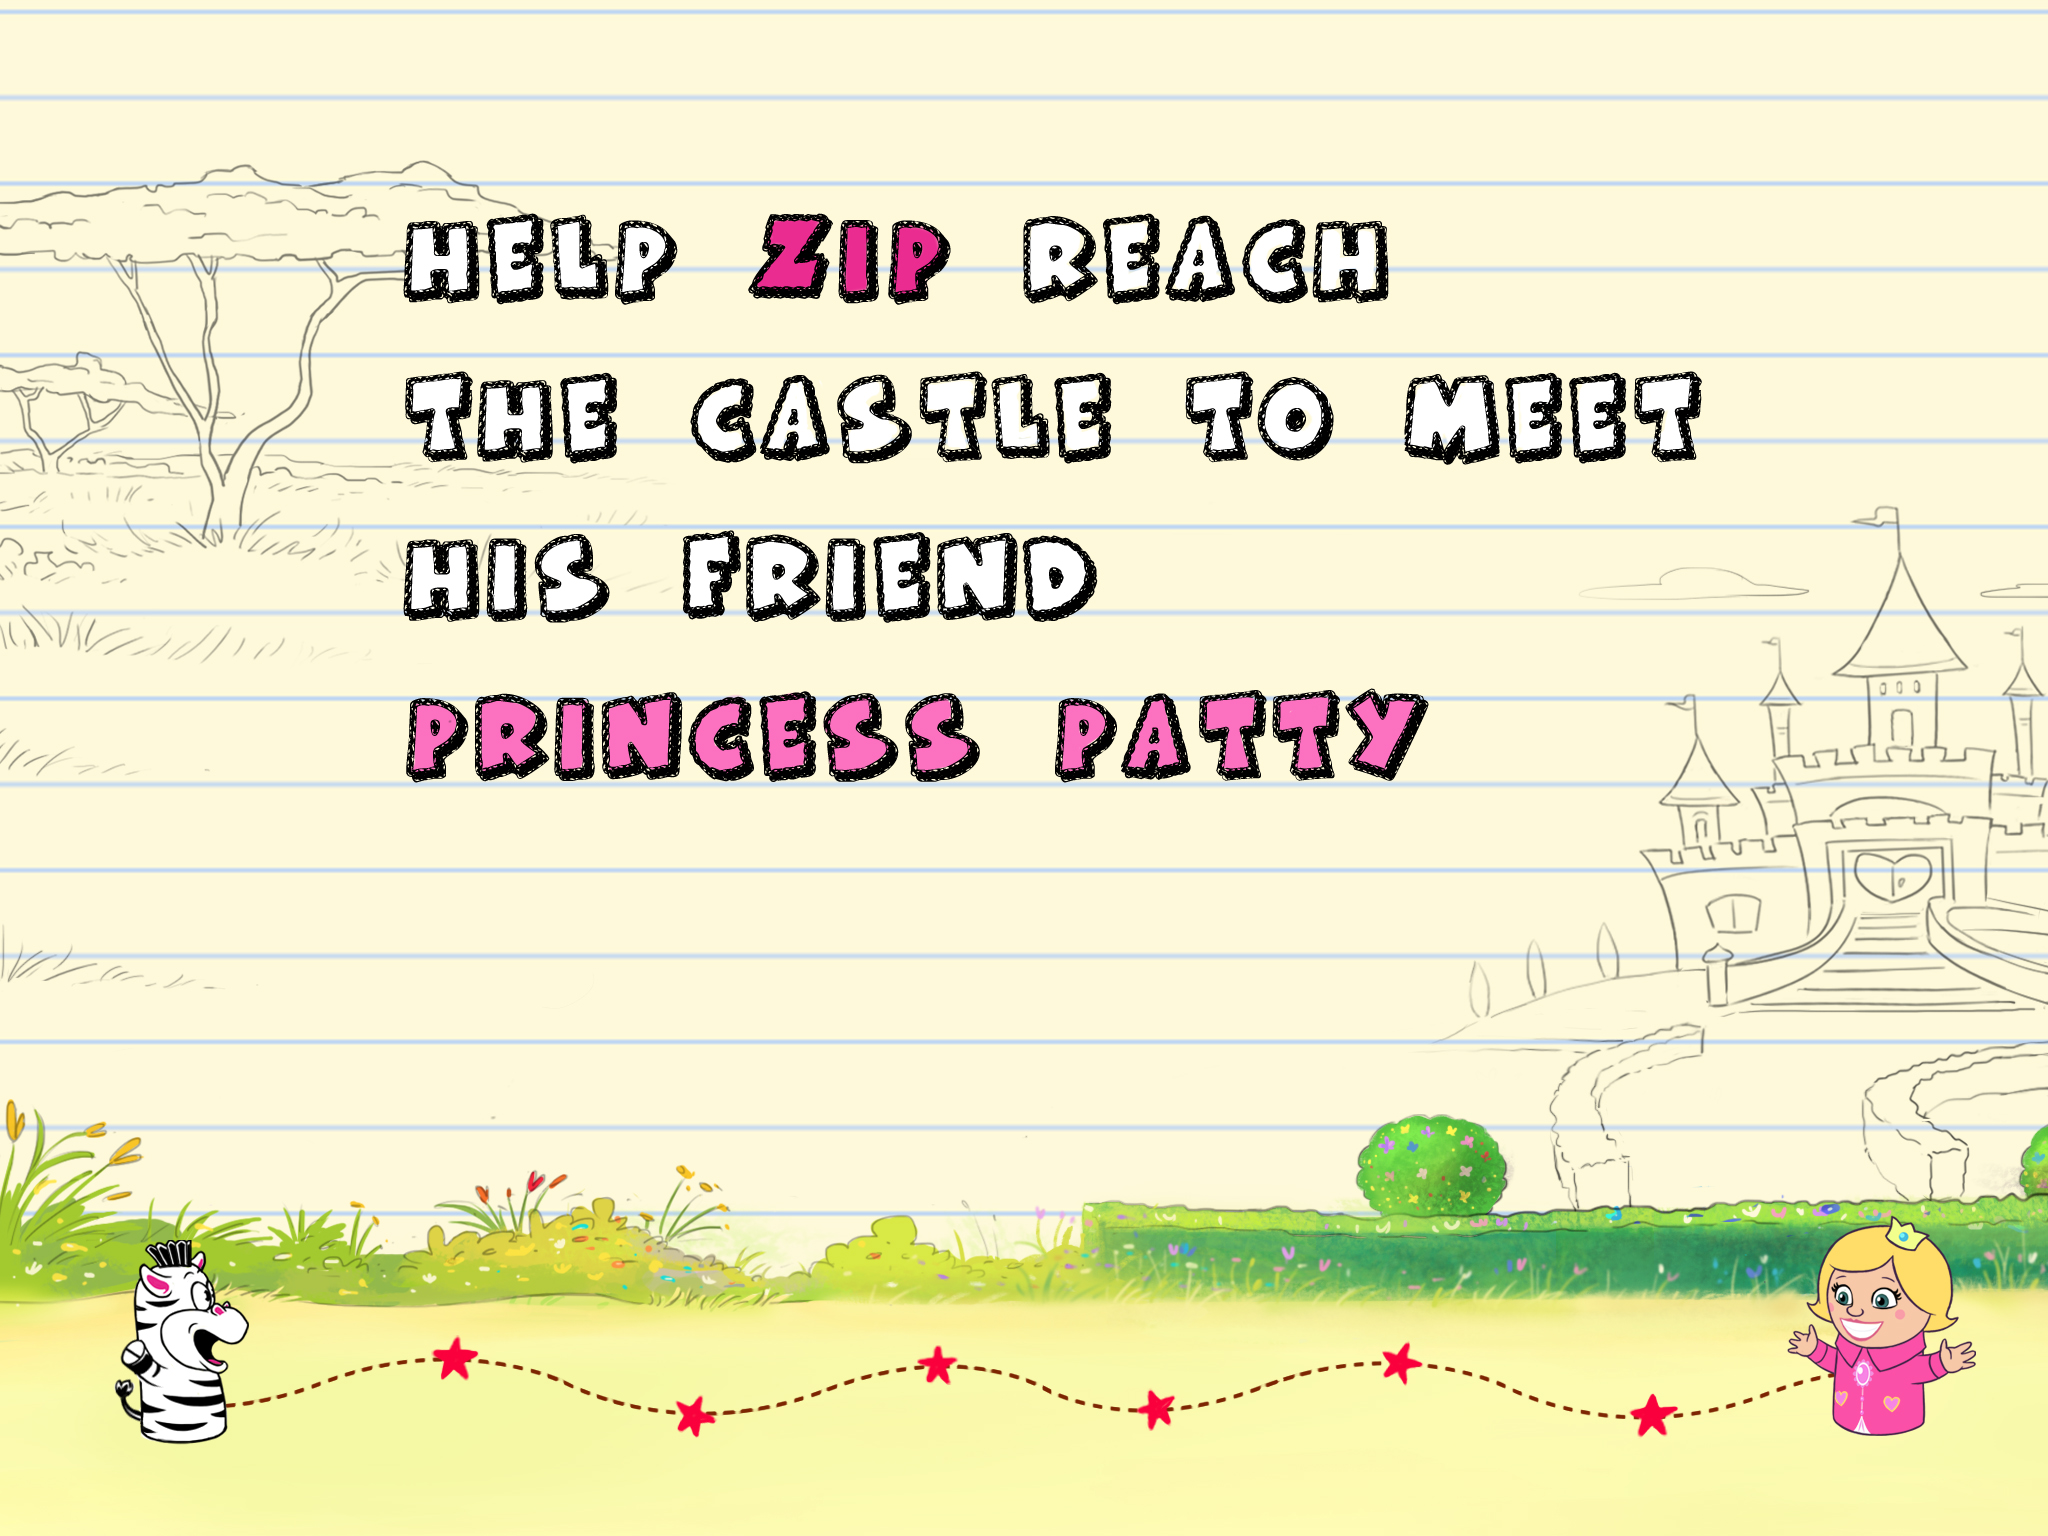 HELP ZIP REACH
THE CASTLE TO MEET
HIS FRIEND
PRINCESS PATTY